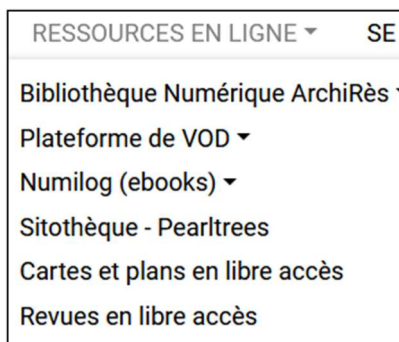 RESSOURCES EN LIGNE SE
Bibliothèque Numérique ArchiRès
Plateforme de VOD
Numilog (ebooks)
Sitothèque - Pearltrees
Cartes et plans en libre accès
Revues en libre accès